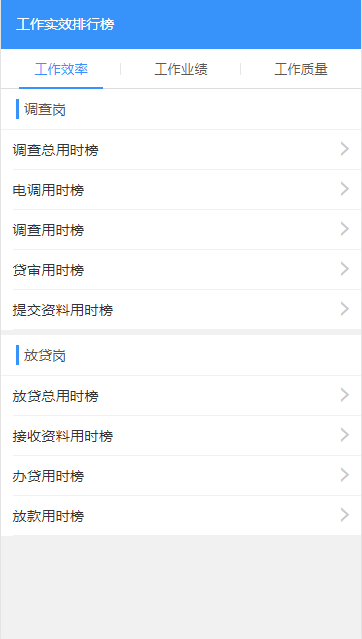 工作实效排行榜
工作效率 工作业绩 工作质量
调查岗
调查总用时榜
电调用时榜
调查用时榜
贷审用时榜
提交资料用时榜
放贷岗
放贷总用时榜
接收资料用时榜
办贷用时榜
放款用时榜